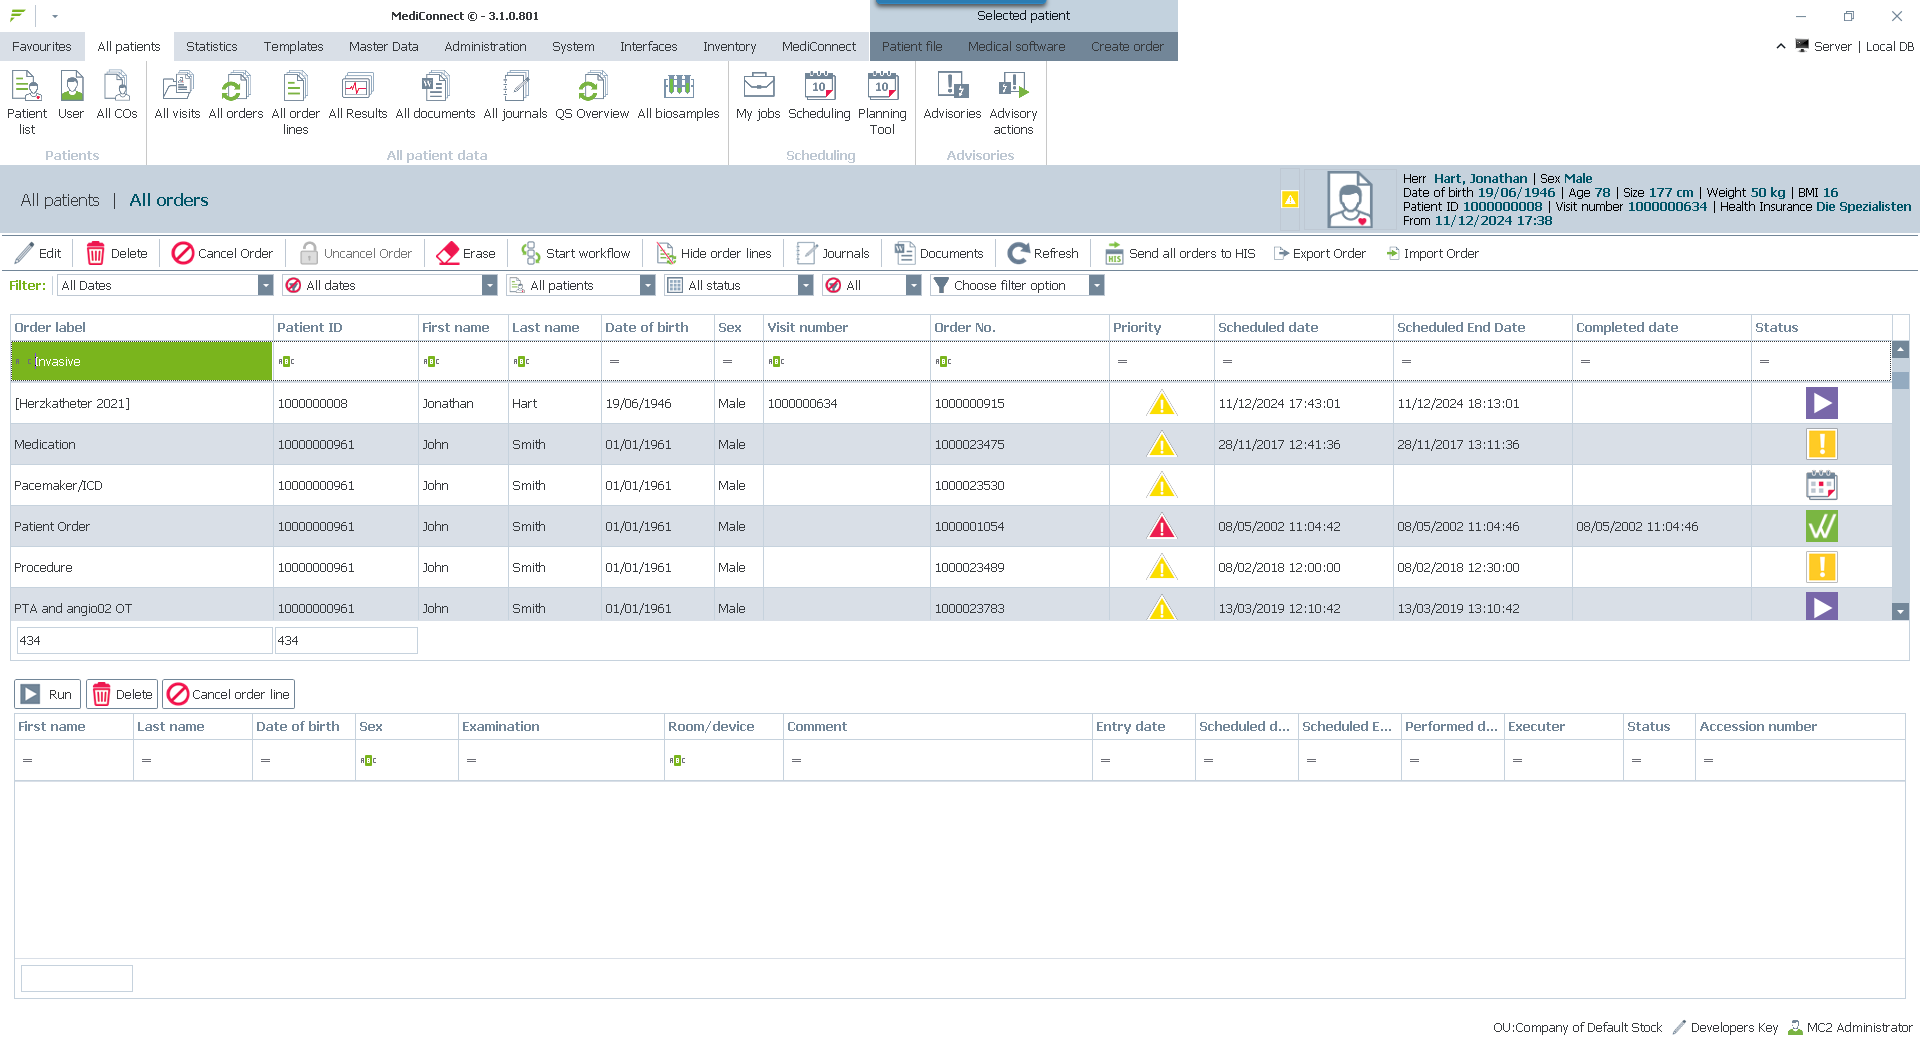 MediConnect © - 3.1.0.801
Selected patient
Favourites All patients Statistics Templates Master Data Administration System Interfaces Inventory MediConnect Patient file Medical software Create order Server | Local DB
Patient list User All COs All visits All orders All order lines All Results All documents All journals QS Overview All biosamples My jobs Scheduling Planning Tool Advisories Advisory actions
Patients All patient data Scheduling Advisories
All patients | All orders
Herr Hart, Jonathan | Sex Male
Date of birth 19/06/1946 | Age 78 | Size 177 cm | Weight 50 kg | BMI 16
Patient ID 1000000008 | Visit number 1000000634 | Health Insurance Die Spezialisten
From 11/12/2024 17:38
Edit Delete Cancel Order Uncancel Order Erase Start workflow Hide order lines Journals Documents Refresh Send all orders to HIS Export Order Import Order
Filter: All Dates All dates All patients All status All Choose filter option
Order label Patient ID First name Last name Date of birth Sex Visit number Order No. Priority Scheduled date Scheduled End Date Completed date Status
Invasive
[Herzkatheter 2021] 1000000008 Jonathan Hart 19/06/1946 Male 1000000634 1000000915 11/12/2024 17:43:01 11/12/2024 18:13:01
Medication 10000000961 John Smith 01/01/1961 Male 1000023475 28/11/2017 12:41:36 28/11/2017 13:11:36
Pacemaker/ICD 10000000961 John Smith 01/01/1961 Male 1000023530
Patient Order 10000000961 John Smith 01/01/1961 Male 1000001054 08/05/2002 11:04:42 08/05/2002 11:04:46 08/05/2002 11:04:46
Procedure 10000000961 John Smith 01/01/1961 Male 1000023489 08/02/2018 12:00:00 08/02/2018 12:30:00
PTA and angio02 OT 10000000961 John Smith 01/01/1961 Male 1000023783 13/03/2019 12:10:42 13/03/2019 13:10:42
434 434
Run Delete Cancel order line
First name Last name Date of birth Sex Examination Room/device Comment Entry date Scheduled d... Scheduled E... Performed d... Executer Status Accession number
OU:Company of Default Stock Developers Key MC2 Administrator